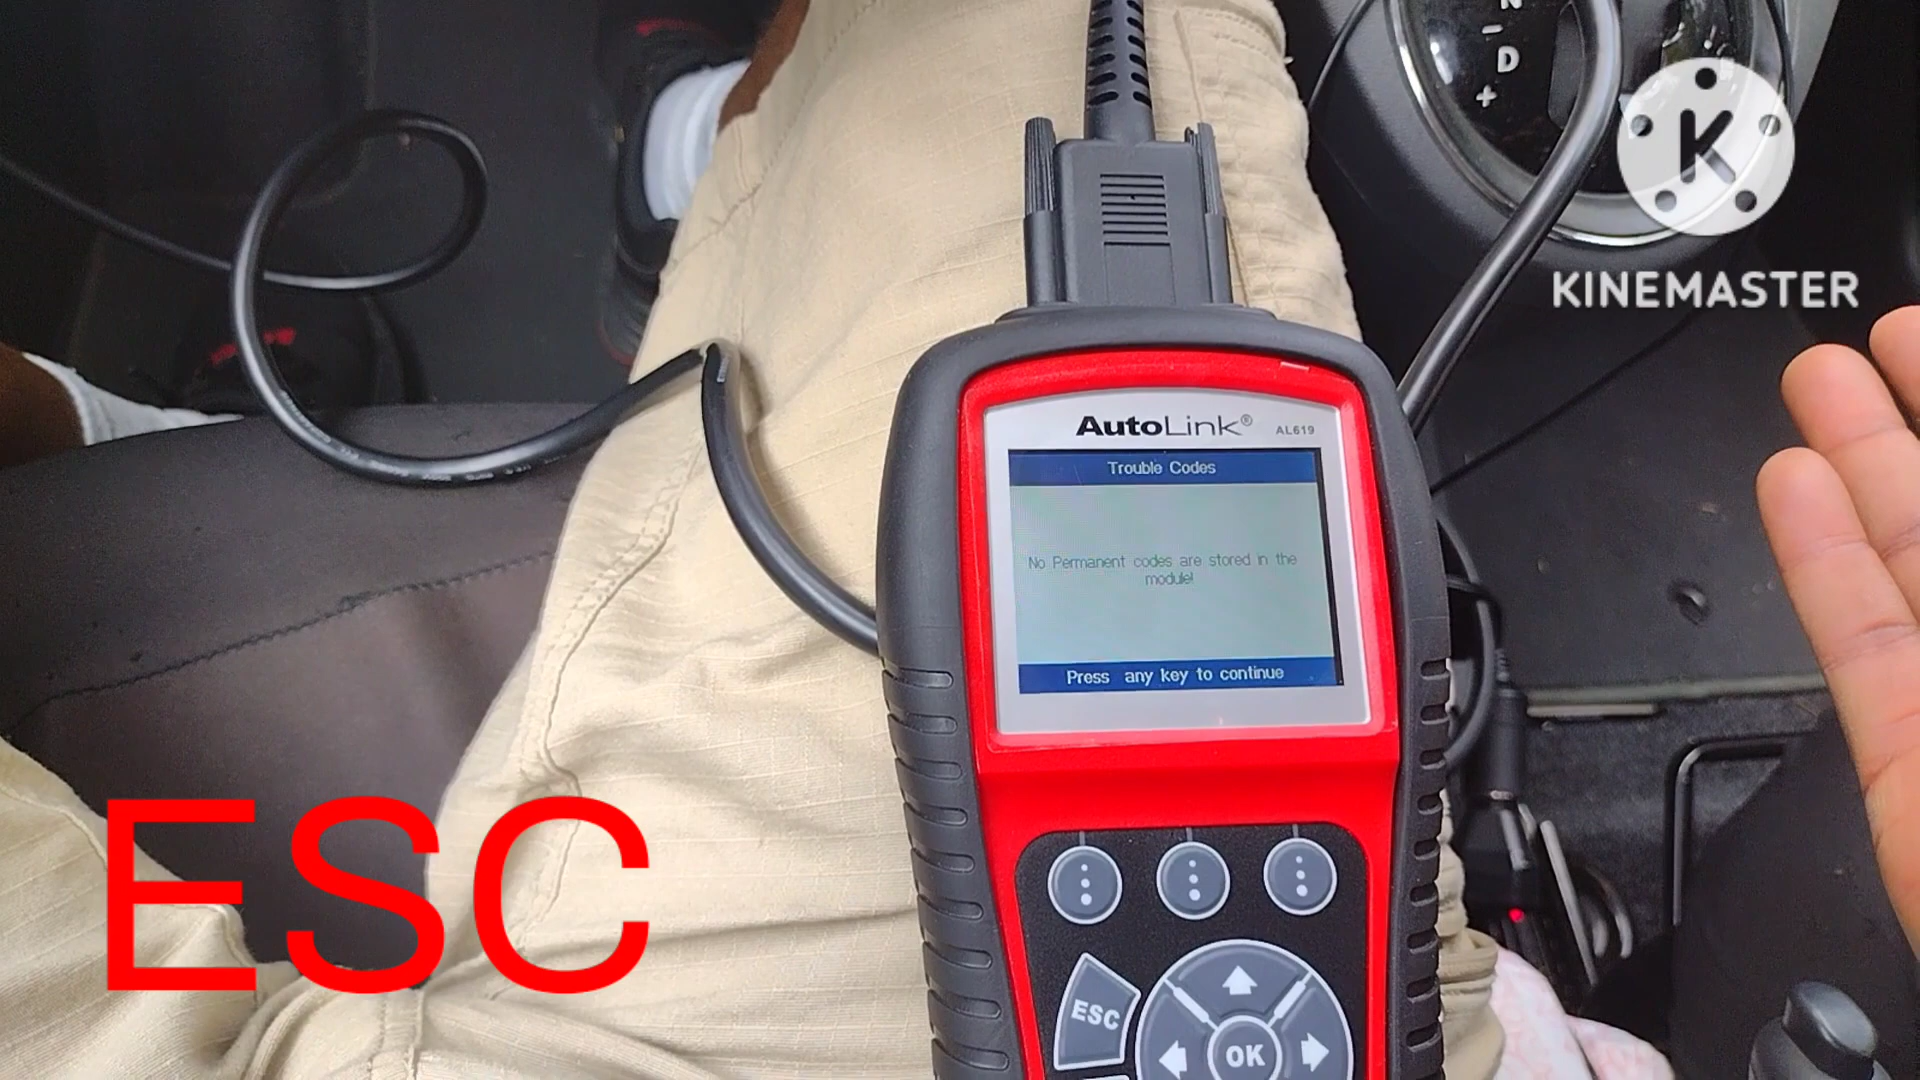 N
-
D
+
K
KINEMASTER
AutoLink® AL619
Trouble Codes
No Permanent codes are stored in the
module!
Press any key to continue
ESC
ESC
OK